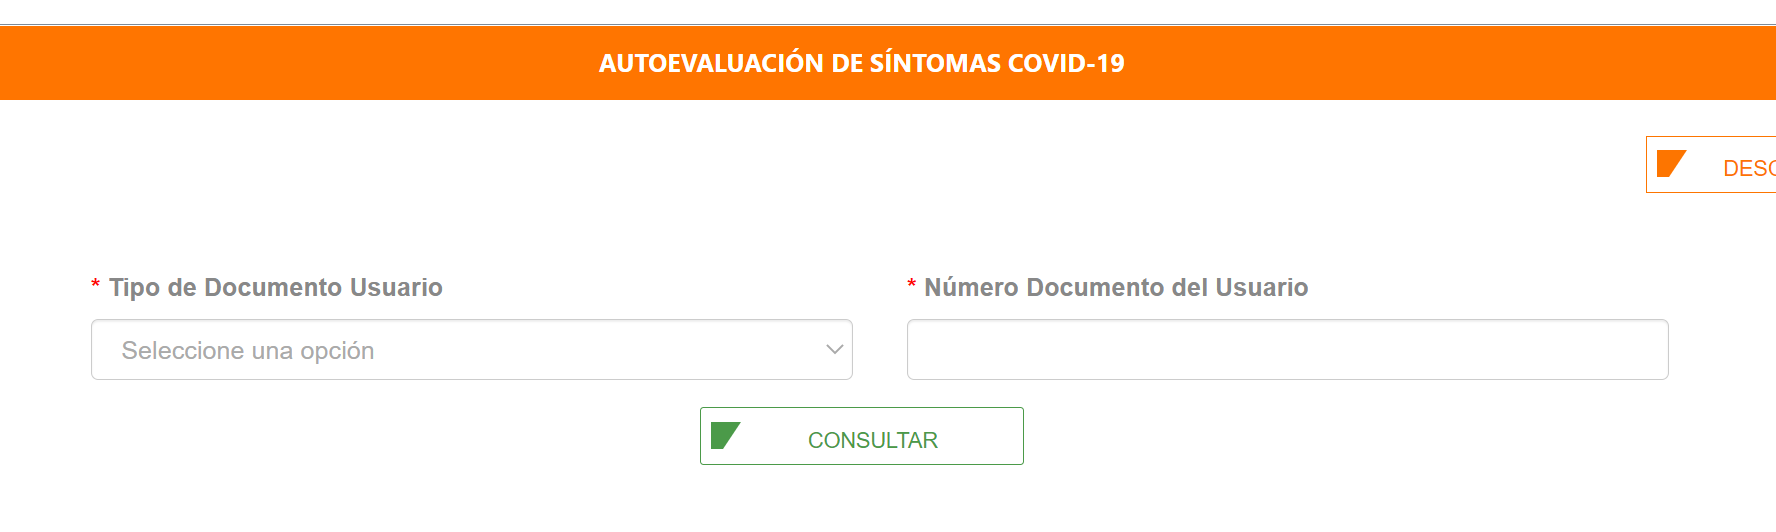 AUTOEVALUACIÓN DE SÍNTOMAS COVID-19
* Tipo de Documento Usuario
* Número Documento del Usuario
Seleccione una opción
CONSULTAR